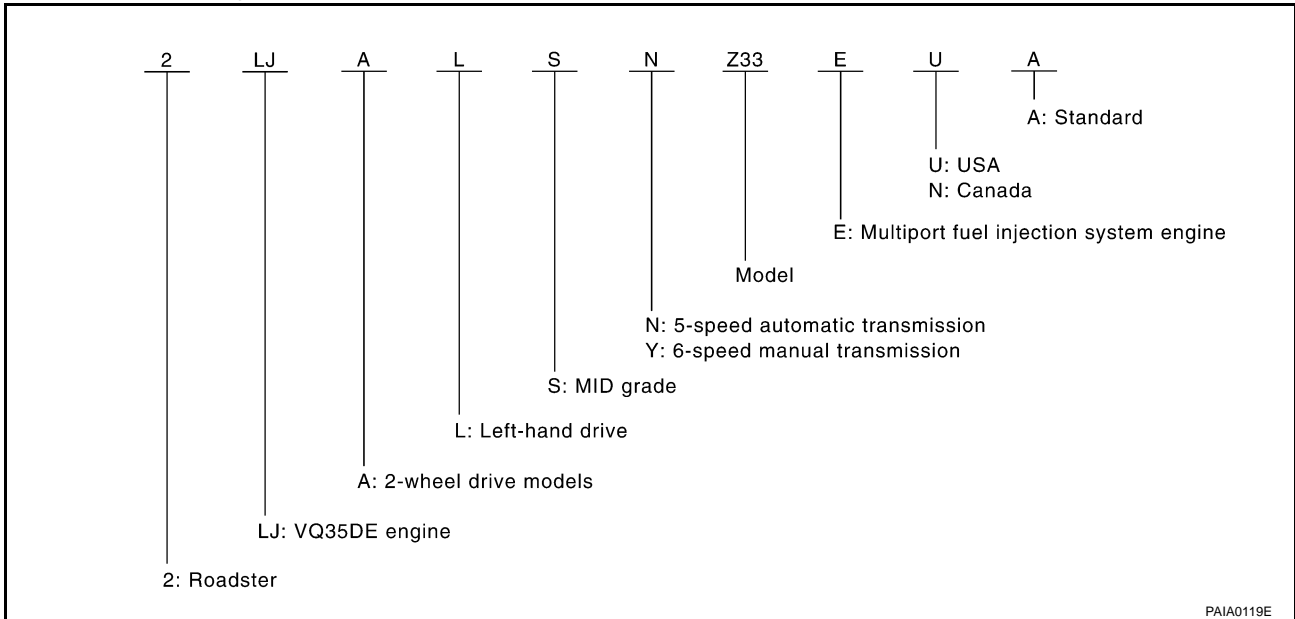 2 LJ A L S N Z33 E U A
A: Standard
U: USA
N: Canada
E: Multiport fuel injection system engine
Model
N: 5-speed automatic transmission
Y: 6-speed manual transmission
S: MID grade
L: Left-hand drive
A: 2-wheel drive models
LJ: VQ35DE engine
2: Roadster
PAIA0119E